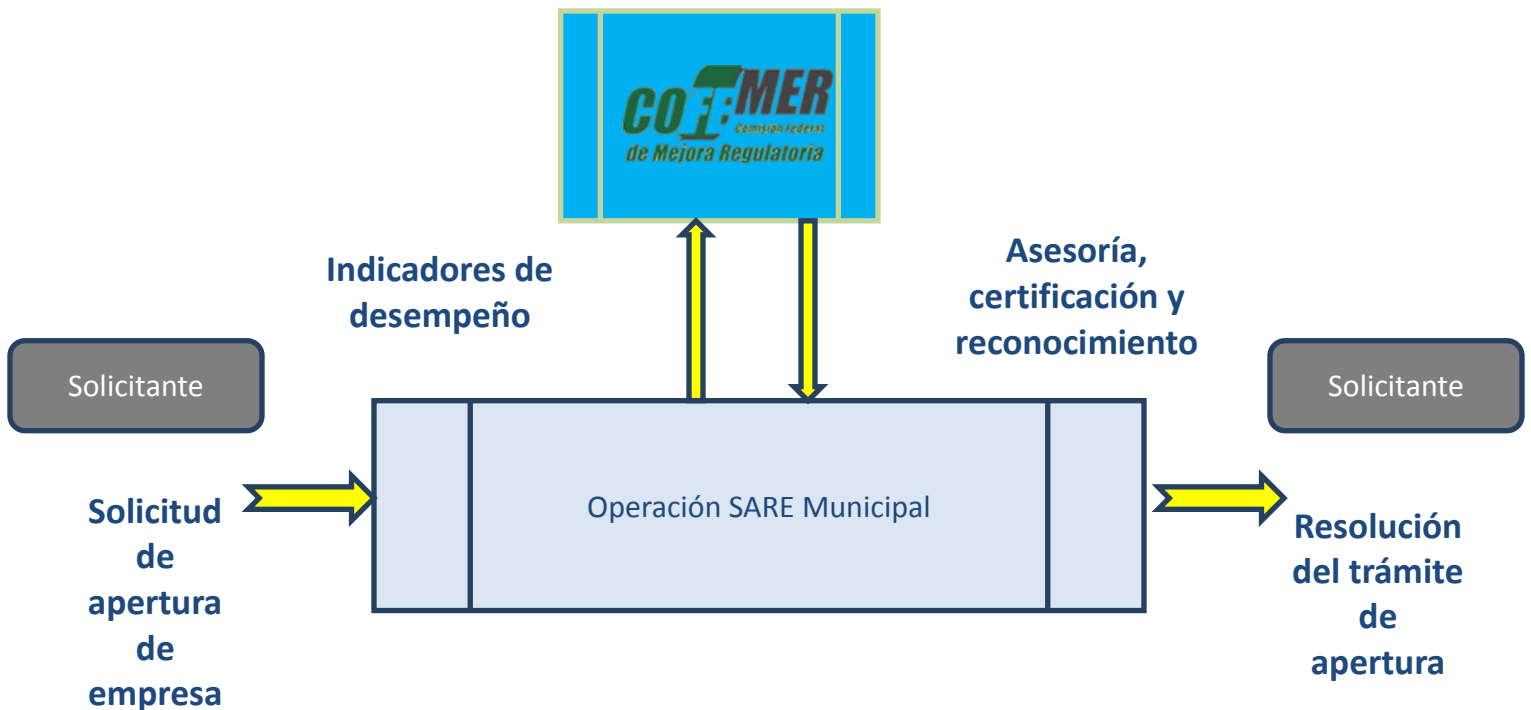 COFEMER
Comisión Federal
de Mejora Regulatoria
Indicadores de
desempeño
Asesoría,
certificación y
reconocimiento
Solicitante
Solicitante
Solicitud
de
apertura
de
empresa
Operación SARE Municipal
Resolución
del trámite
de
apertura